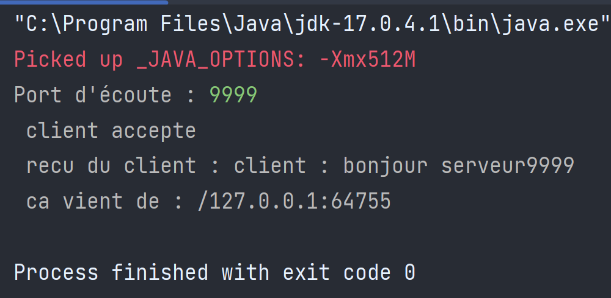 "C:\Program Files\Java\jdk-17.0.4.1\bin\java.exe"
Picked up _JAVA_OPTIONS: -Xmx512M
Port d'écoute : 9999
client accepte
recu du client : client : bonjour serveur9999
ca vient de : /127.0.0.1:64755
Process finished with exit code 0